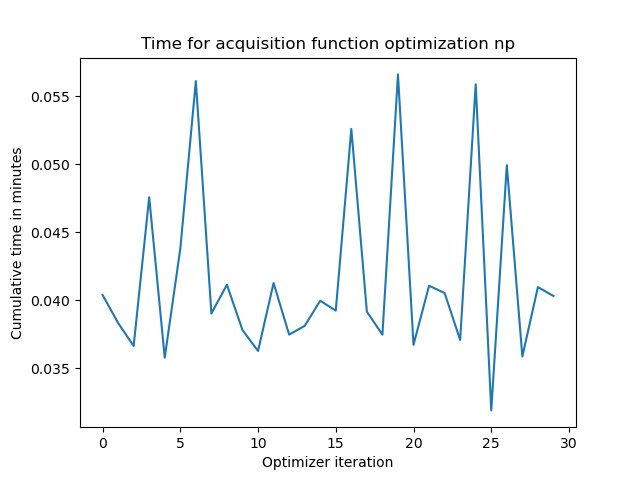 Time for acquisition function optimization np
Cumulative time in minutes
0.055
0.050
0.045
0.040
0.035
0 5 10 15 20 25 30
Optimizer iteration